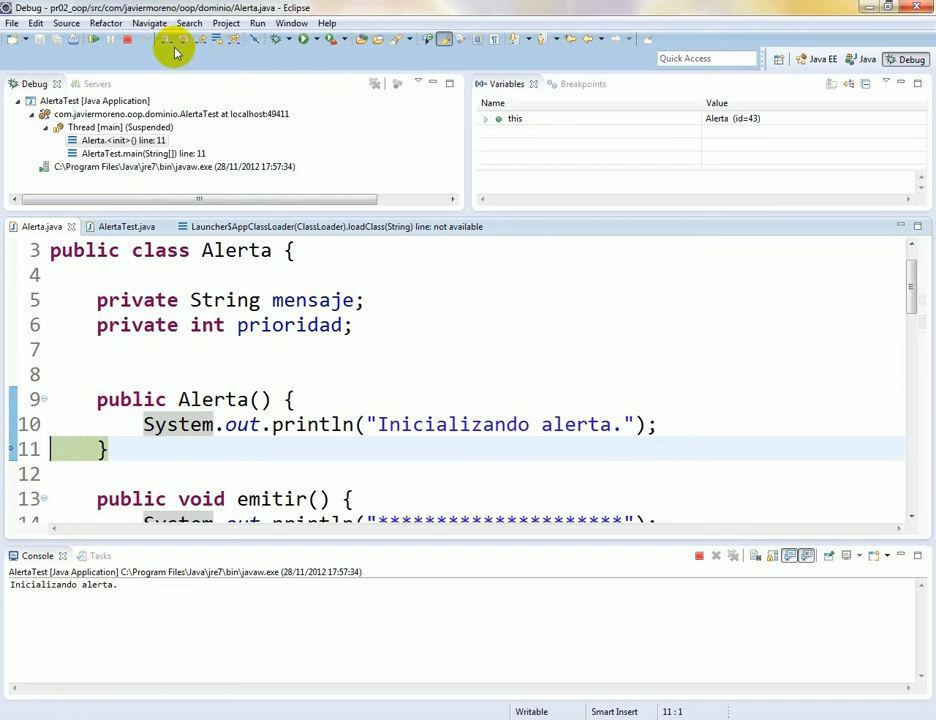 Debug - pr02_oop/src/com/javiermoreno/oop/dominio/Alerta.java - Eclipse
File Edit Source Refactor Navigate Search Project Run Window Help
Quick Access
Java EE Java Debug
Debug Servers
AlertaTest [Java Application]
com.javiermoreno.oop.dominio.AlertaTest at localhost:49411
Thread [main] (Suspended)
Alerta.<init>() line: 11
AlertaTest.main(String[]) line: 11
C:\Program Files\Java\jre7\bin\javaw.exe (28/11/2012 17:57:34)
(x)= Variables Breakpoints
Name Value
this Alerta (id=43)
Alerta.java AlertaTest.java Launcher$AppClassLoader(ClassLoader).loadClass(String) line: not available
3 public class Alerta {
4
5 private String mensaje;
6 private int prioridad;
7
8
9 public Alerta() {
10 System.out.println("Inicializando alerta.");
11 }
12
13 public void emitir() {
14 System.out.println("********************");
Console Tasks
AlertaTest [Java Application] C:\Program Files\Java\jre7\bin\javaw.exe (28/11/2012 17:57:34)
Inicializando alerta.
Writable Smart Insert 11 : 1